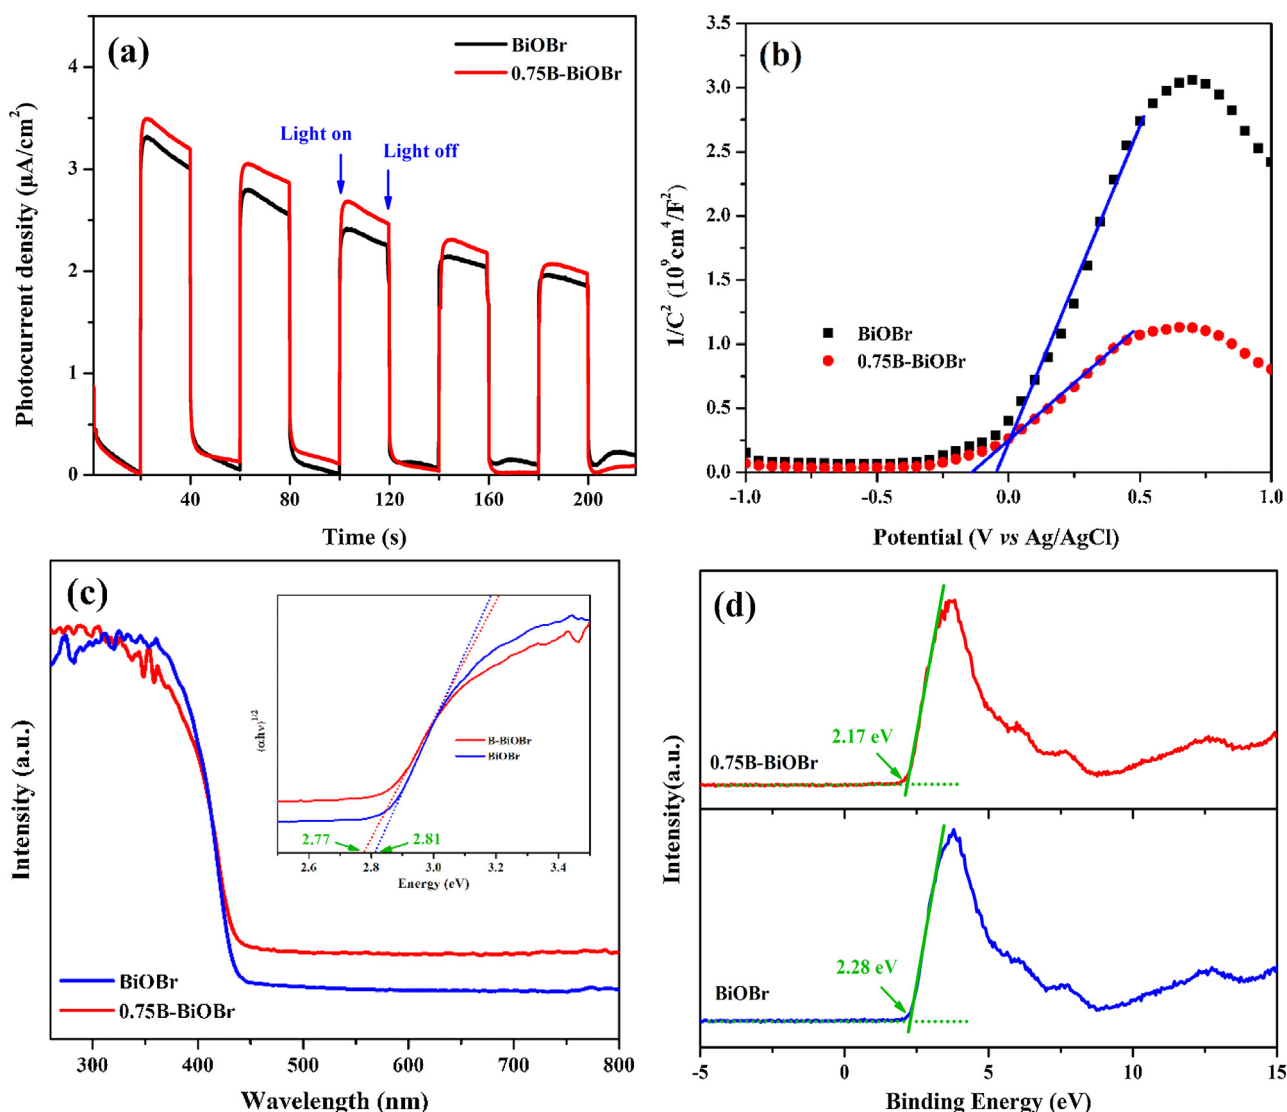 (a)
BiOBr
0.75B-BiOBr
Light on
Light off
4
3
2
1
0
40
80
120
160
200
Photocurrent density (μA/cm²)
Time (s)
(b)
3.5
3.0
2.5
2.0
1.5
1.0
0.5
0.0
BiOBr
0.75B-BiOBr
-1.0
-0.5
0.0
0.5
1.0
1/C² (10⁹cm⁴/F²)
Potential (V vs Ag/AgCl)
(c)
(αhν)^1/2
B-BiOBr
BiOBr
2.77
2.81
2.6
2.8
3.0
3.2
3.4
Energy (eV)
BiOBr
0.75B-BiOBr
300
400
500
600
700
800
Intensity (a.u.)
Wavelength (nm)
(d)
2.17 eV
0.75B-BiOBr
2.28 eV
BiOBr
-5
0
5
10
15
Intensity(a.u.)
Binding Energy (eV)